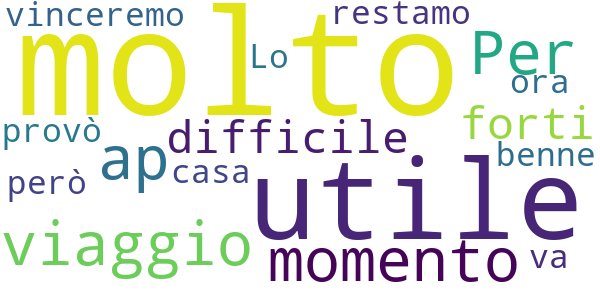 vinceremo
restamo
molto
Lo
Per
ora
provò
ap
difficile
forti
casa
benne
però
utile
viaggio
momento
va